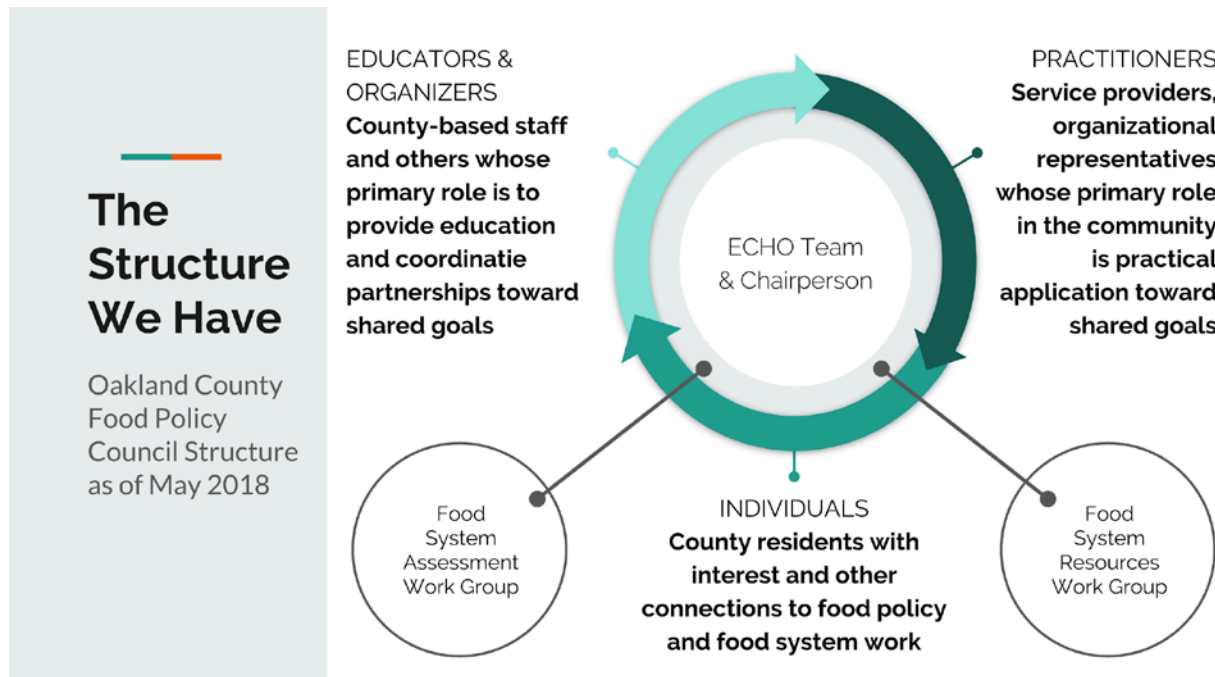 The
Structure
We Have
Oakland County
Food Policy
Council Structure
as of May 2018
EDUCATORS &
ORGANIZERS
County-based staff
and others whose
primary role is to
provide education
and coordinatie
partnerships toward
shared goals
ECHO Team
& Chairperson
PRACTITIONERS
Service providers,
organizational
representatives
whose primary role
in the community
is practical
application toward
shared goals
Food
System
Assessment
Work Group
INDIVIDUALS
County residents with
interest and other
connections to food policy
and food system work
Food
System
Resources
Work Group